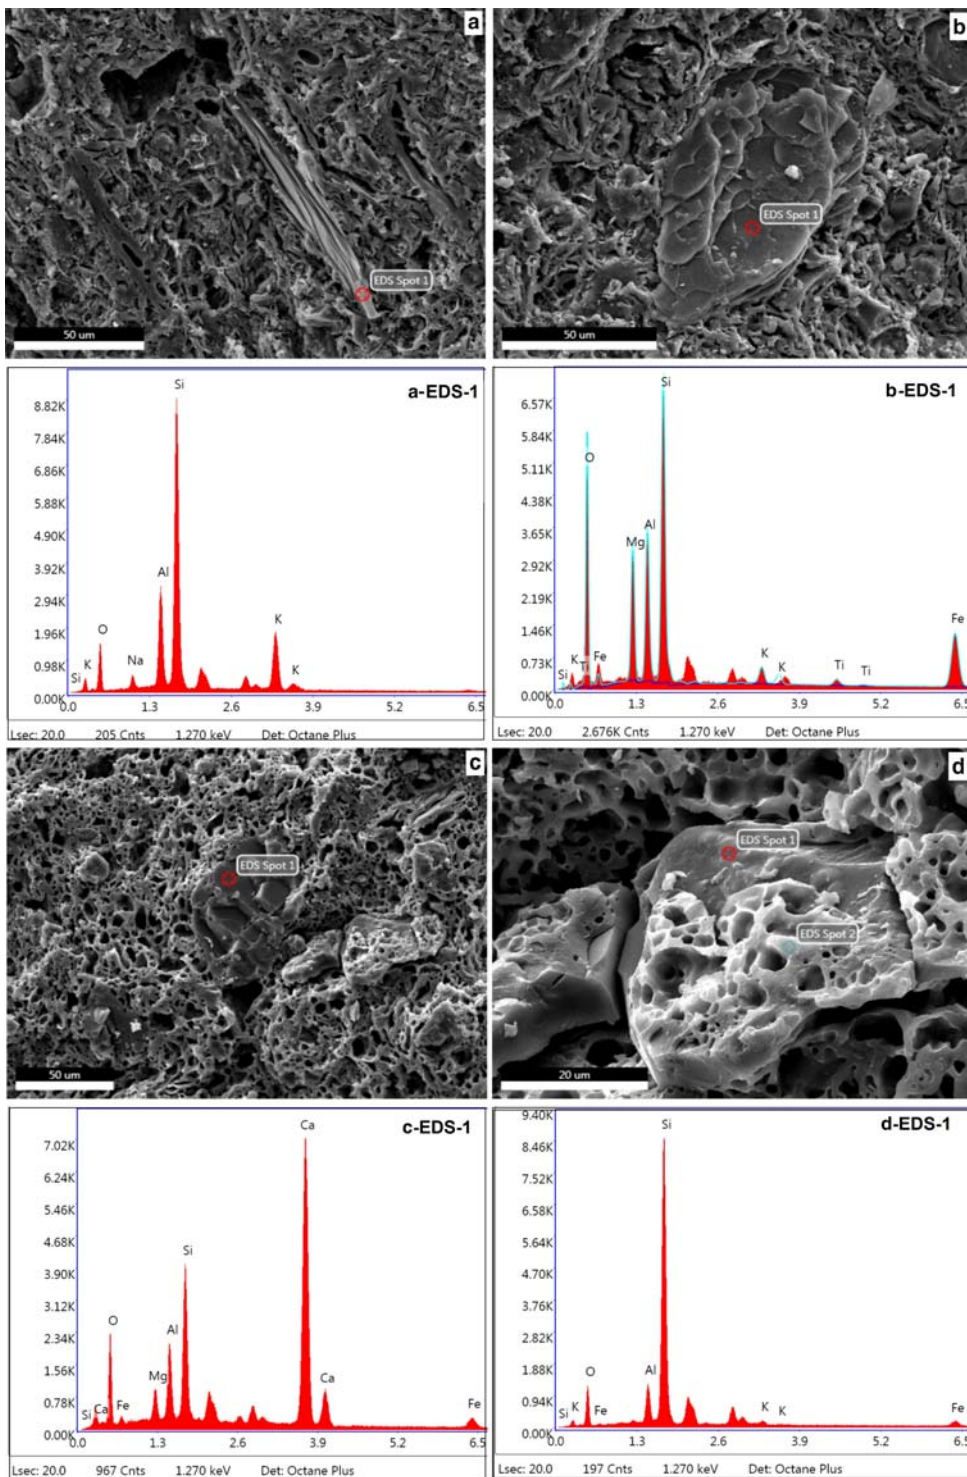 a
EDS Spot 1
50 um
b
EDS Spot 1
50 um
a-EDS-1
8.82K
7.84K
6.86K
5.88K
4.90K
3.92K
2.94K
1.96K
0.98K
0.00K
Si
Al
K
O
Na
K
K
Si
0.0 1.3 2.6 3.9 5.2 6.5
Lsec: 20.0 205 Cnts 1.270 keV Det: Octane Plus
b-EDS-1
6.57K
5.84K
5.11K
4.38K
3.65K
2.92K
2.19K
1.46K
0.73K
0.00K
Si
O
Al
Mg
Fe
K
Ti
Fe
K
K
Ti
Ti
Si
0.0 1.3 2.6 3.9 5.2 6.5
Lsec: 20.0 2.676K Cnts 1.270 keV Det: Octane Plus
c
EDS Spot 1
50 um
d
EDS Spot 1
EDS Spot 2
20 um
c-EDS-1
7.02K
6.24K
5.46K
4.68K
3.90K
3.12K
2.34K
1.56K
0.78K
0.00K
Ca
Si
O
Al
Mg
Ca
Si
Ca
Fe
Fe
0.0 1.3 2.6 3.9 5.2 6.5
Lsec: 20.0 967 Cnts 1.270 keV Det: Octane Plus
d-EDS-1
9.40K
8.46K
7.52K
6.58K
5.64K
4.70K
3.76K
2.82K
1.88K
0.94K
0.00K
Si
O
Al
Si
K
Fe
K
K
Fe
0.0 1.3 2.6 3.9 5.2 6.5
Lsec: 20.0 197 Cnts 1.270 keV Det: Octane Plus